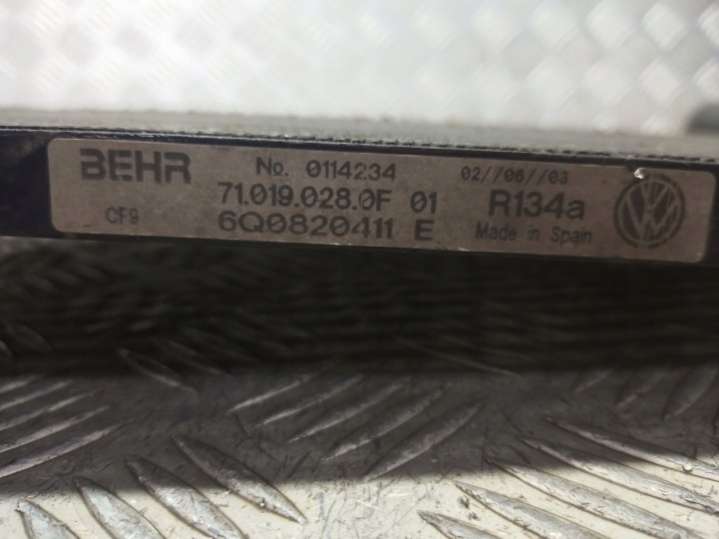 BEHR No. 0114234 02//06//03
71.019.028.0F 01 R134a
CF9 6Q0820411 E Made in Spain